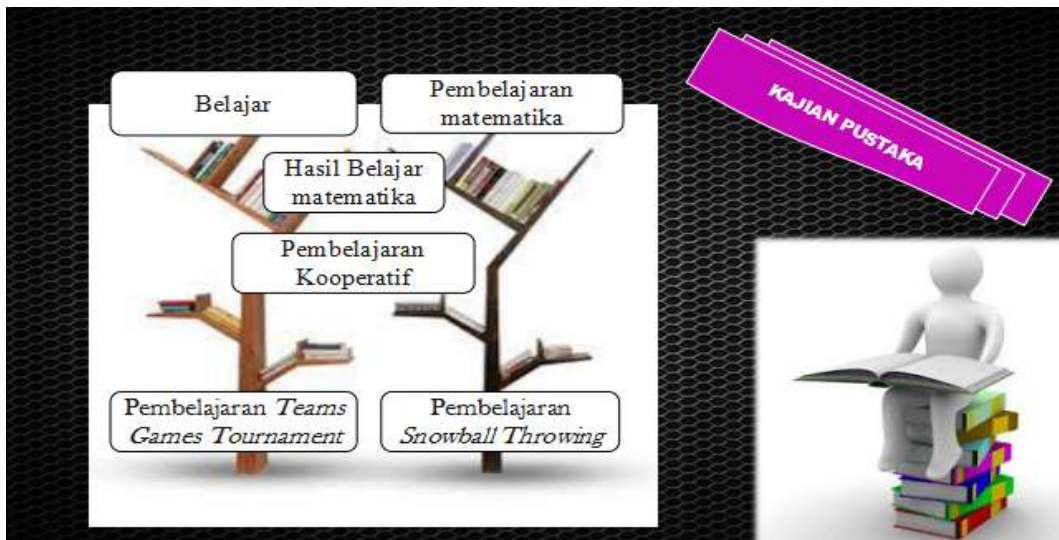 Belajar
Pembelajaran
matematika
Hasil Belajar
matematika
Pembelajaran
Kooperatif
Pembelajaran Teams
Games Tournament
Pembelajaran
Snowball Throwing
KAJIAN PUSTAKA